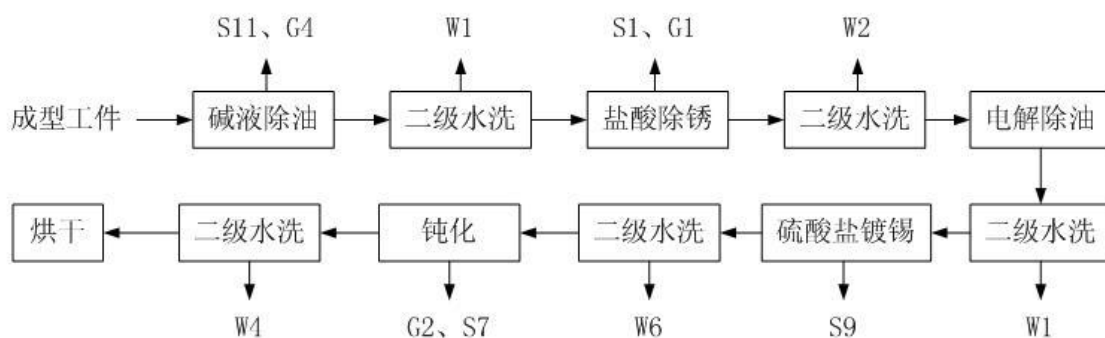 S11、G4 W1 S1、G1 W2
成型工件 碱液除油 二级水洗 盐酸除锈 二级水洗 电解除油
烘干 二级水洗 钝化 二级水洗 硫酸盐镀锡 二级水洗
W4 G2、S7 W6 S9 W1